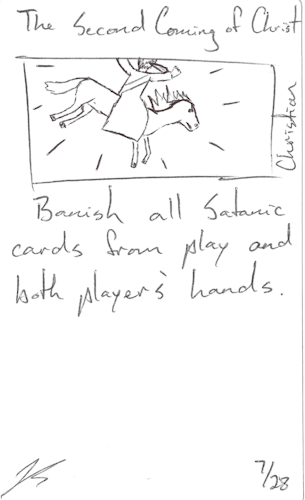 The Second Coming of Christ
Christian
Banish all Satanic
cards from play and
both player's hands.
7/28